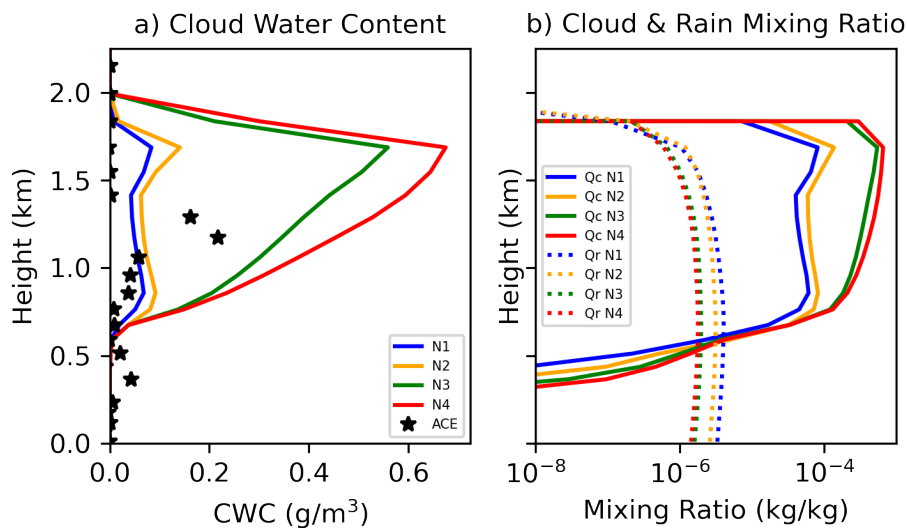 a) Cloud Water Content
b) Cloud & Rain Mixing Ratio
Height (km)
2.0
1.5
1.0
0.5
0.0
0.0 0.2 0.4 0.6
CWC (g/m³)
N1
N2
N3
N4
ACE
Height (km)
Qc N1
Qc N2
Qc N3
Qc N4
Qr N1
Qr N2
Qr N3
Qr N4
10⁻⁸ 10⁻⁶ 10⁻⁴
Mixing Ratio (kg/kg)